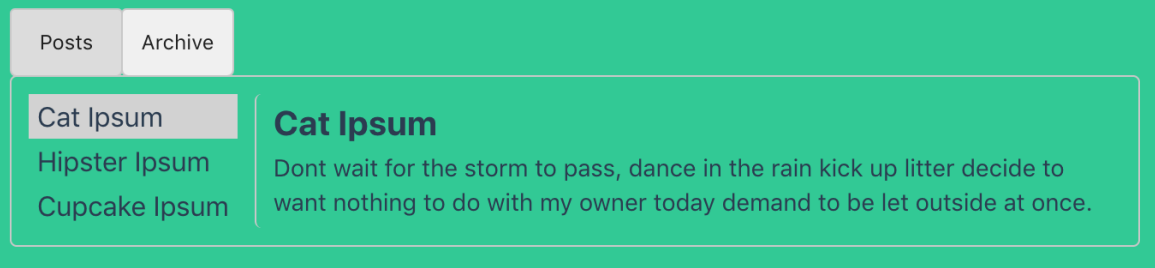 Posts
Archive
Cat Ipsum
Hipster Ipsum
Cupcake Ipsum
Cat Ipsum
Dont wait for the storm to pass, dance in the rain kick up litter decide to
want nothing to do with my owner today demand to be let outside at once.